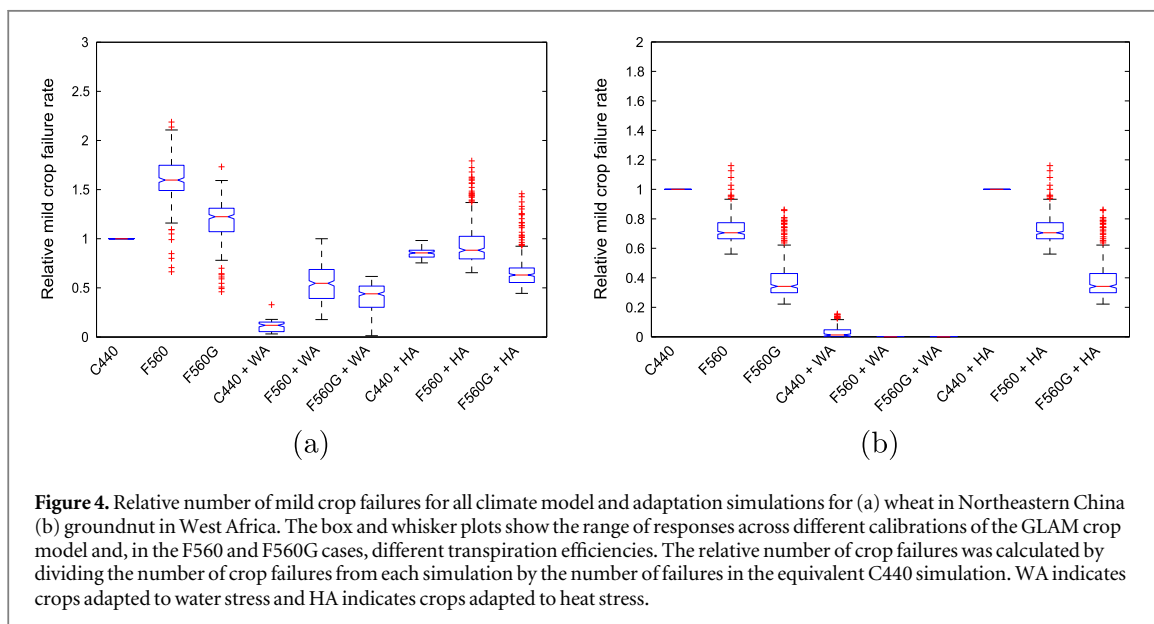 3
2.5
2
1.5
1
0.5
0
Relative mild crop failure rate
C440
F560
F560G
C440 + WA
F560 + WA
F560G + WA
C440 + HA
F560 + HA
F560G + HA
(a)
2
1.8
1.6
1.4
1.2
1
0.8
0.6
0.4
0.2
0
Relative mild crop failure rate
C440
F560
F560G
C440 + WA
F560 + WA
F560G + WA
C440 + HA
F560 + HA
F560G + HA
(b)
Figure 4. Relative number of mild crop failures for all climate model and adaptation simulations for (a) wheat in Northeastern China
(b) groundnut in West Africa. The box and whisker plots show the range of responses across different calibrations of the GLAM crop
model and, in the F560 and F560G cases, different transpiration efficiencies. The relative number of crop failures was calculated by
dividing the number of crop failures from each simulation by the number of failures in the equivalent C440 simulation. WA indicates
crops adapted to water stress and HA indicates crops adapted to heat stress.